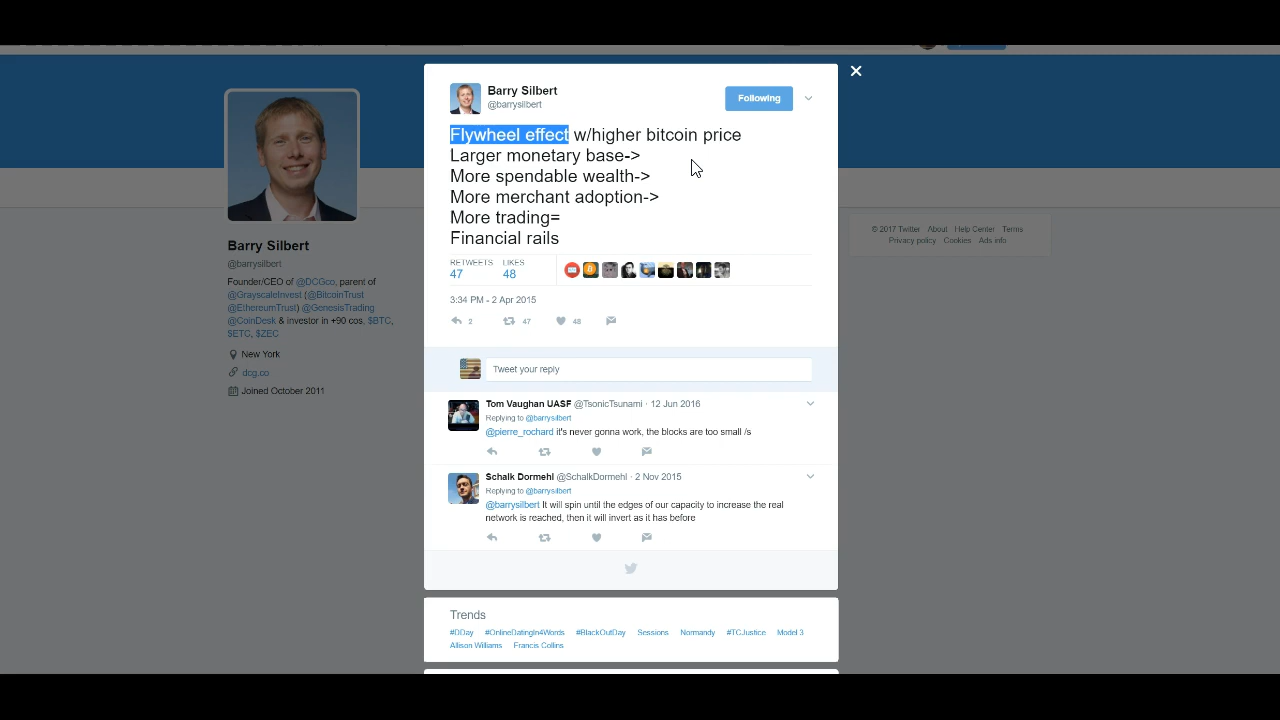 Barry Silbert
@barrysilbert
Founder/CEO of @DCGco, parent of
@GrayscaleInvest (@BitcoinTrust
@EthereumTrust) @GenesisTrading
@CoinDesk & investor in +90 cos, $BTC,
$ETC, $ZEC
New York
dcg.co
Joined October 2011
Barry Silbert
@barrysilbert
Following
Flywheel effect w/higher bitcoin price
Larger monetary base->
More spendable wealth->
More merchant adoption->
More trading=
Financial rails
RETWEETS LIKES
47 48
3:34 PM - 2 Apr 2015
2 47 48
Tweet your reply
Tom Vaughan UASF @TsonicTsunami · 12 Jun 2016
Replying to @barrysilbert
@pierre_rochard it's never gonna work, the blocks are too small /s
Schalk Dormehl @SchalkDormehl · 2 Nov 2015
Replying to @barrysilbert
@barrysilbert It will spin until the edges of our capacity to increase the real
network is reached, then it will invert as it has before
Trends
#DDay #OnlineDatingIn4Words #BlackOutDay Sessions Normandy #TCJustice Model 3
Allison Williams Francis Collins
© 2017 Twitter About Help Center Terms
Privacy policy Cookies Ads info